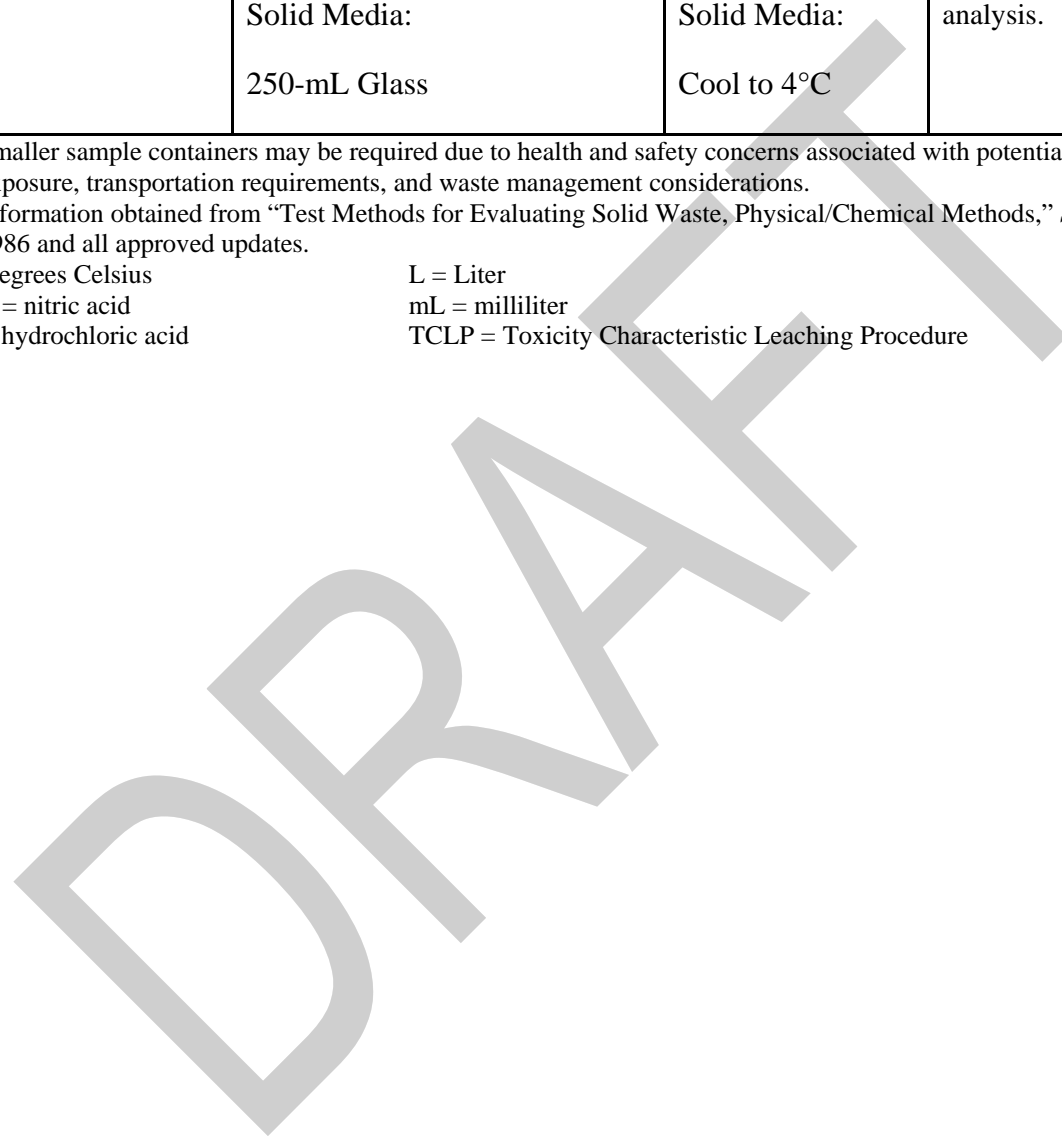 Solid Media: Solid Media: analysis.
250-mL Glass Cool to 4°C
maller sample containers may be required due to health and safety concerns associated with potentia
posure, transportation requirements, and waste management considerations.
formation obtained from “Test Methods for Evaluating Solid Waste, Physical/Chemical Methods,”
986 and all approved updates.
egrees Celsius L = Liter
= nitric acid mL = milliliter
hydrochloric acid TCLP = Toxicity Characteristic Leaching Procedure
DRAFT